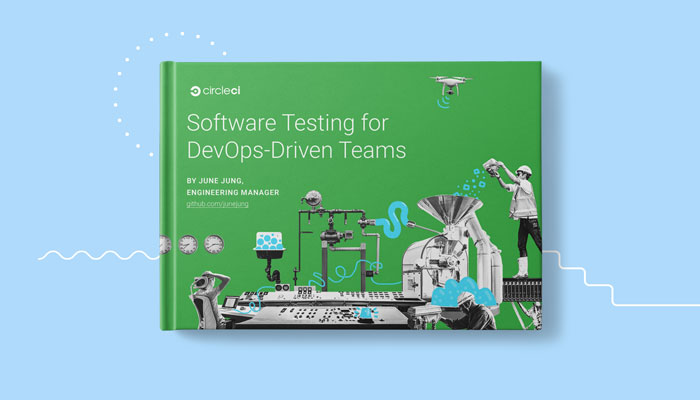 circleci
Software Testing for
DevOps-Driven Teams
BY JUNE JUNG,
ENGINEERING MANAGER
github.com/junejung